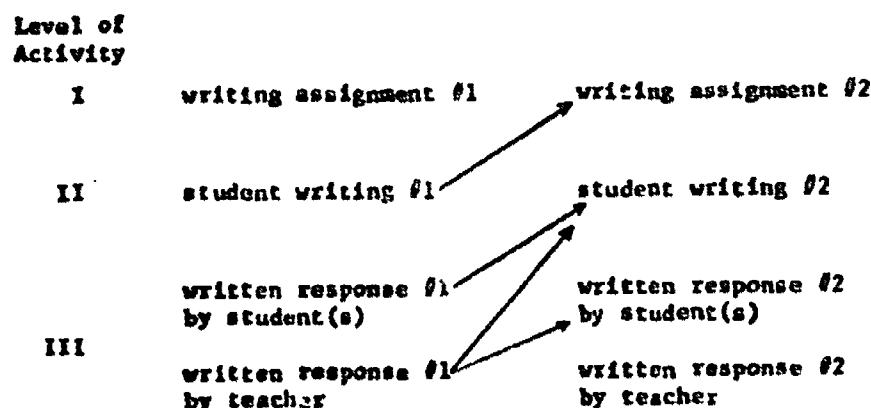 Level of
Activity
I writing assignment #1 writing assignment #2
II student writing #1 student writing #2
written response #1 written response #2
by student(s) by student(s)
III
written response #1 written response #2
by teacher by teacher